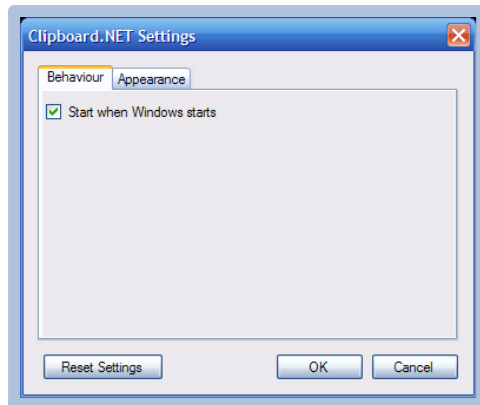 Clipboard.NET Settings
Behaviour Appearance
Start when Windows starts
Reset Settings OK Cancel